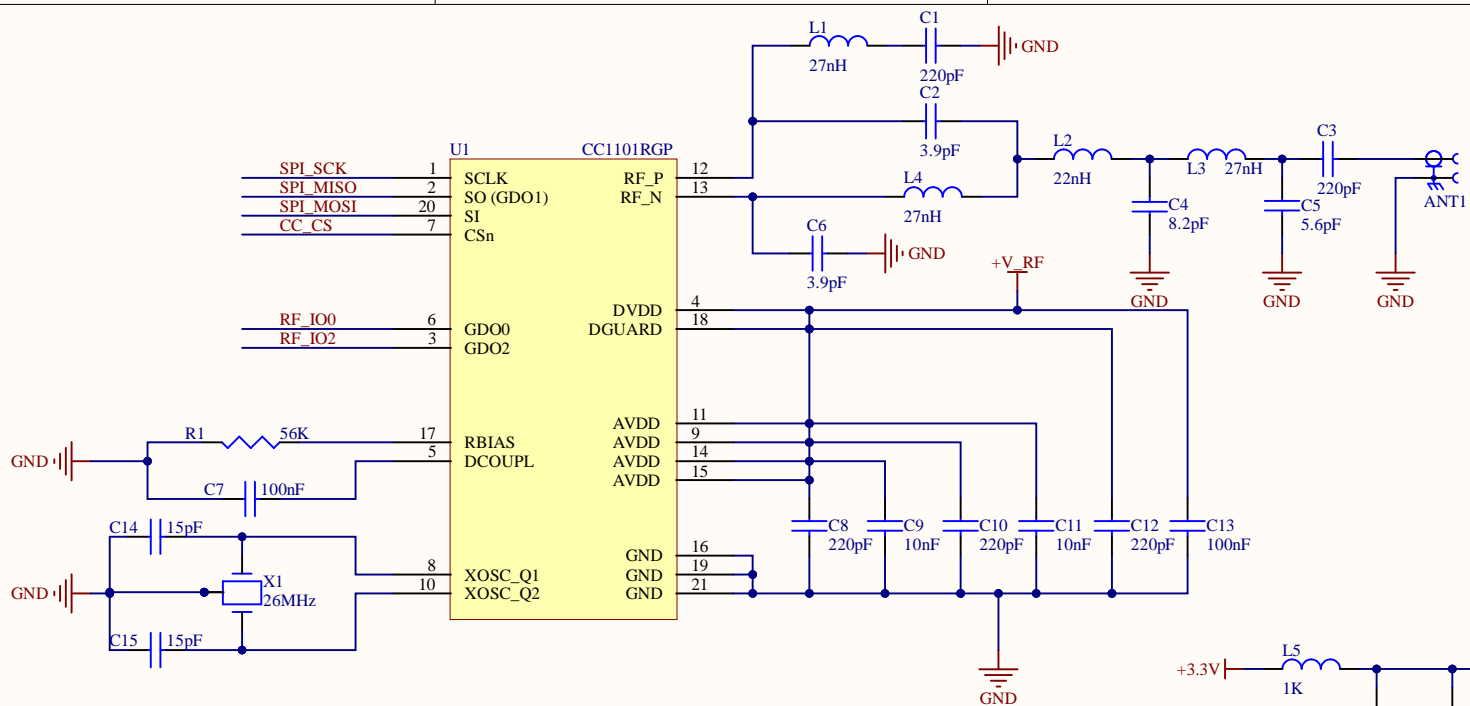 L1
27nH
C1
220pF
GND
C2
3.9pF
L2
22nH
L3
27nH
C3
220pF
ANT1
L4
27nH
C4
8.2pF
C5
5.6pF
C6
3.9pF
GND
GND
GND
GND
+V_RF
U1
CC1101RGP
SPI_SCK
1
SCLK
RF_P
12
SPI_MISO
2
SO (GDO1)
RF_N
13
SPI_MOSI
20
SI
CC_CS
7
CSn
DVDD
4
RF_IO0
6
GDO0
DGUARD
18
RF_IO2
3
GDO2
AVDD
11
R1
56K
17
RBIAS
AVDD
9
GND
5
DCOUPL
AVDD
14
AVDD
15
C7
100nF
C14
15pF
C8
220pF
C9
10nF
C10
220pF
C11
10nF
C12
220pF
C13
100nF
GND
16
8
XOSC_Q1
GND
19
X1
26MHz
GND
10
XOSC_Q2
GND
21
C15
15pF
GND
+3.3V
L5
1K